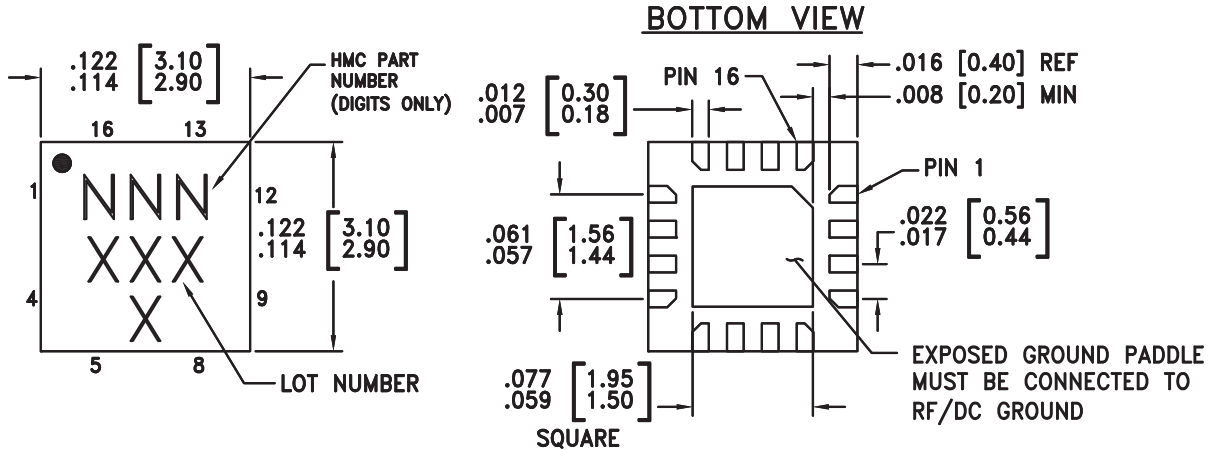 BOTTOM VIEW
.122 [3.10]
.114 [2.90]
HMC PART
NUMBER
(DIGITS ONLY)
16 13
1
12
4
9
5 8
NNN
XXX
X
.122 [3.10]
.114 [2.90]
LOT NUMBER
.012 [0.30]
.007 [0.18]
PIN 16
.016 [0.40] REF
.008 [0.20] MIN
PIN 1
.061 [1.56]
.057 [1.44]
.022 [0.56]
.017 [0.44]
.077 [1.95]
.059 [1.50]
SQUARE
EXPOSED GROUND PADDLE
MUST BE CONNECTED TO
RF/DC GROUND